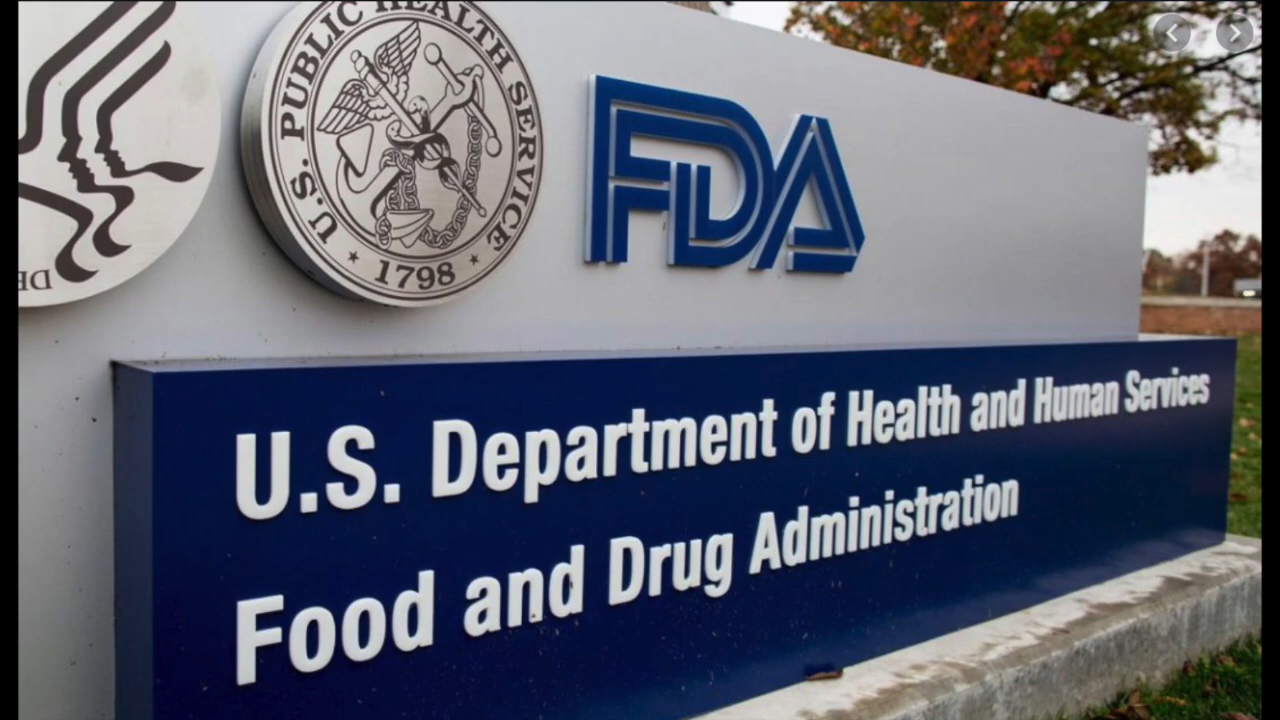 U.S. PUBLIC HEALTH SERVICE
1798
FDA
U.S. Department of Health and Human Services
Food and Drug Administration